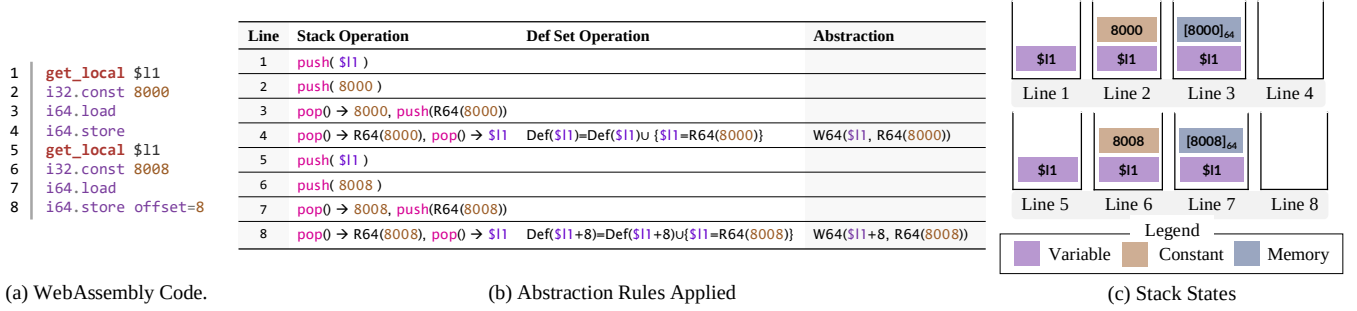 1 get_local $l1
2 i32.const 8000
3 i64.load
4 i64.store
5 get_local $l1
6 i32.const 8008
7 i64.load
8 i64.store offset=8
(a) WebAssembly Code.
Line Stack Operation Def Set Operation Abstraction
1 push( $l1 )
2 push( 8000 )
3 pop() → 8000, push(R64(8000))
4 pop() → R64(8000), pop() → $l1 Def($l1)=Def($l1)∪ {$l1=R64(8000)} W64($l1, R64(8000))
5 push( $l1 )
6 push( 8008 )
7 pop() → 8008, push(R64(8008))
8 pop() → R64(8008), pop() → $l1 Def($l1+8)=Def($l1+8)∪{$l1=R64(8008)} W64($l1+8, R64(8008))
(b) Abstraction Rules Applied
8000 [8000]64
$l1 $l1 $l1
Line 1 Line 2 Line 3 Line 4
8008 [8008]64
$l1 $l1 $l1
Line 5 Line 6 Line 7 Line 8
Legend
Variable Constant Memory
(c) Stack States